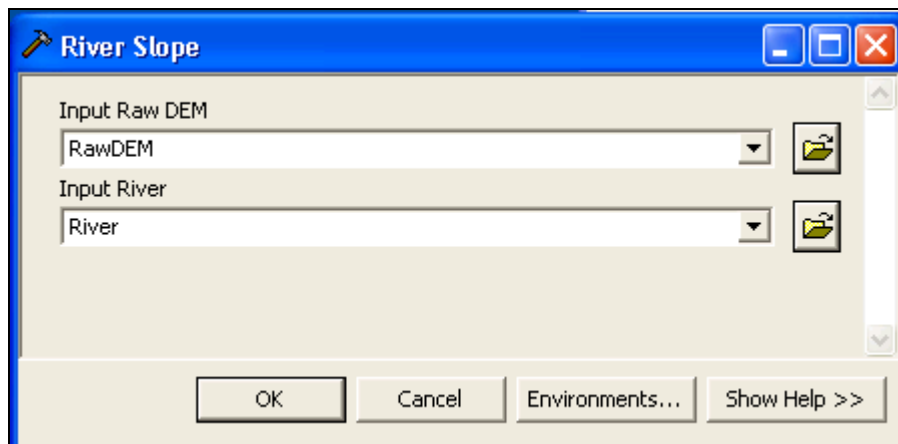 River Slope
Input Raw DEM
RawDEM
Input River
River
OK Cancel Environments... Show Help >>